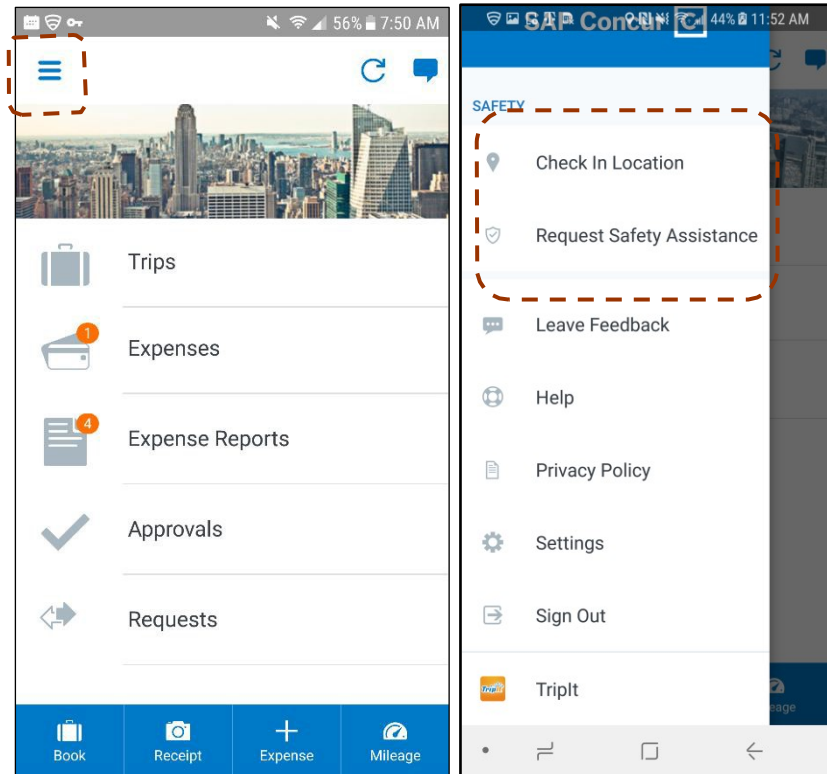 56% 7:50 AM
Trips
1
Expenses
4
Expense Reports
Approvals
Requests
Book
Receipt
Expense
Mileage
SAP Concur C
44% 11:52 AM
SAFETY
Check In Location
Request Safety Assistance
Leave Feedback
Help
Privacy Policy
Settings
Sign Out
TripIt
eage